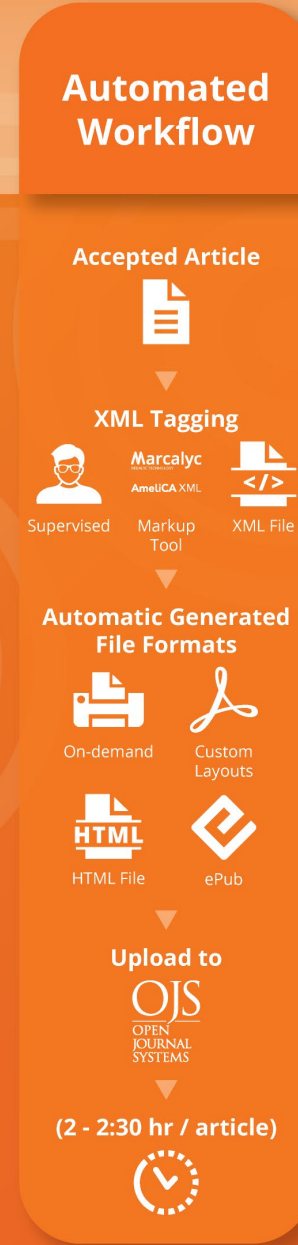 Automated
Workflow
Accepted Article
XML Tagging
Marcalyc
AmeliCA XML
</>
Supervised
Markup
Tool
XML File
Automatic Generated
File Formats
On-demand
Custom
Layouts
HTML
HTML File
ePub
Upload to
OJS
OPEN
JOURNAL
SYSTEMS
(2 - 2:30 hr / article)